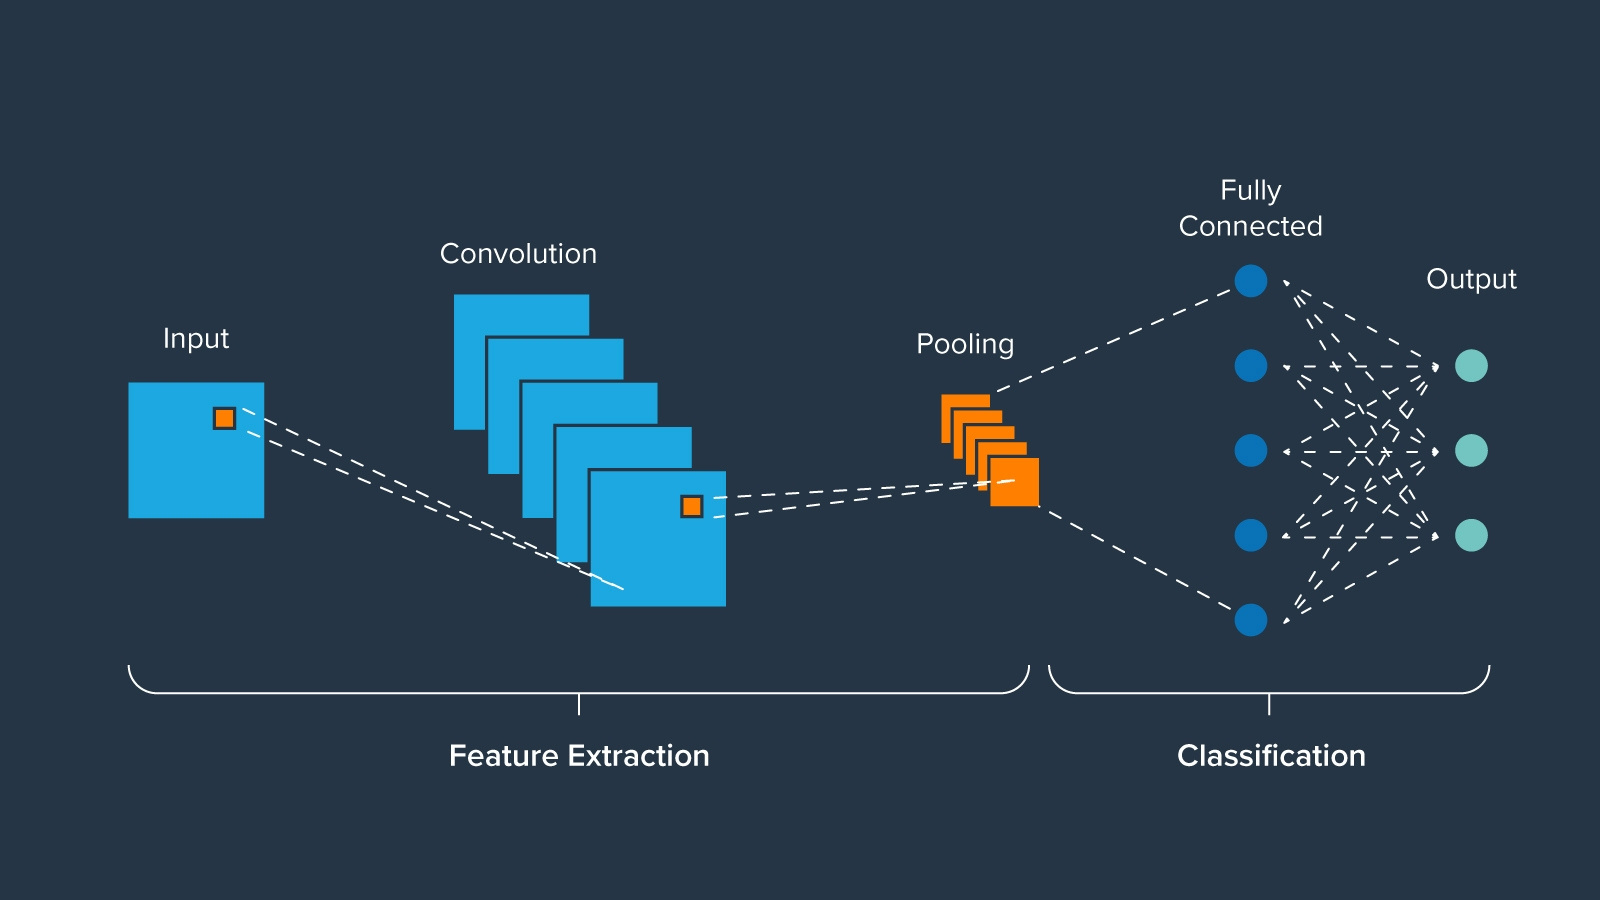 Input
Convolution
Pooling
Fully
Connected
Output
Feature Extraction
Classification